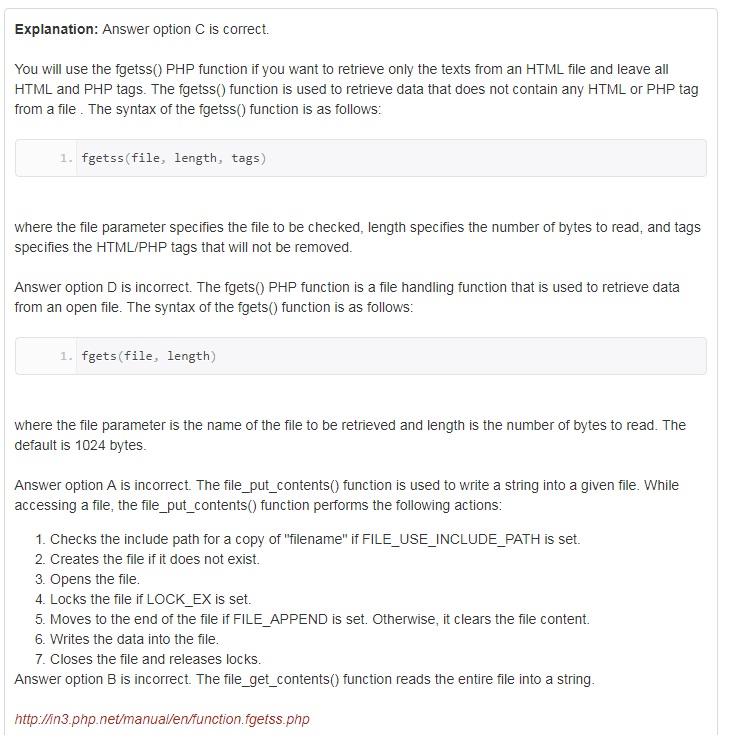 Explanation: Answer option C is correct.
You will use the fgetss() PHP function if you want to retrieve only the texts from an HTML file and leave all
HTML and PHP tags. The fgetss() function is used to retrieve data that does not contain any HTML or PHP tag
from a file . The syntax of the fgetss() function is as follows:
1. fgetss(file, length, tags)
where the file parameter specifies the file to be checked, length specifies the number of bytes to read, and tags
specifies the HTML/PHP tags that will not be removed.
Answer option D is incorrect. The fgets() PHP function is a file handling function that is used to retrieve data
from an open file. The syntax of the fgets() function is as follows:
1. fgets(file, length)
where the file parameter is the name of the file to be retrieved and length is the number of bytes to read. The
default is 1024 bytes.
Answer option A is incorrect. The file_put_contents() function is used to write a string into a given file. While
accessing a file, the file_put_contents() function performs the following actions:
1. Checks the include path for a copy of "filename" if FILE_USE_INCLUDE_PATH is set.
2. Creates the file if it does not exist.
3. Opens the file.
4. Locks the file if LOCK_EX is set.
5. Moves to the end of the file if FILE_APPEND is set. Otherwise, it clears the file content.
6. Writes the data into the file.
7. Closes the file and releases locks.
Answer option B is incorrect. The file_get_contents() function reads the entire file into a string.
http://in3.php.net/manual/en/function.fgetss.php